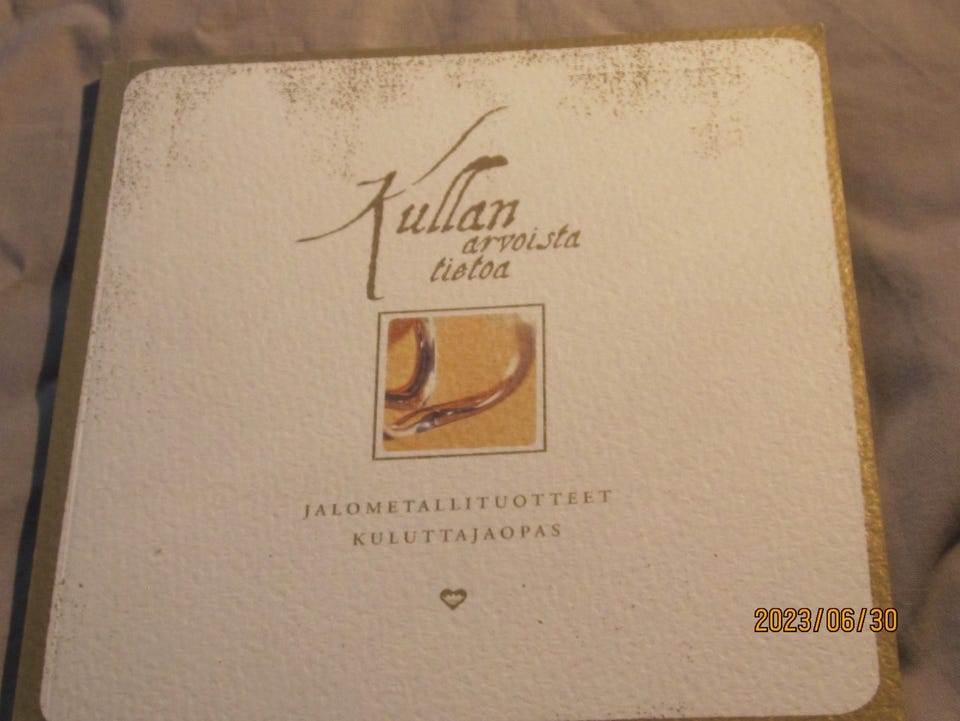 Kullan
arvoista
tietoa
JALOMETALLITUOTTEET
KULUTTAJAOPAS
2023/06/30